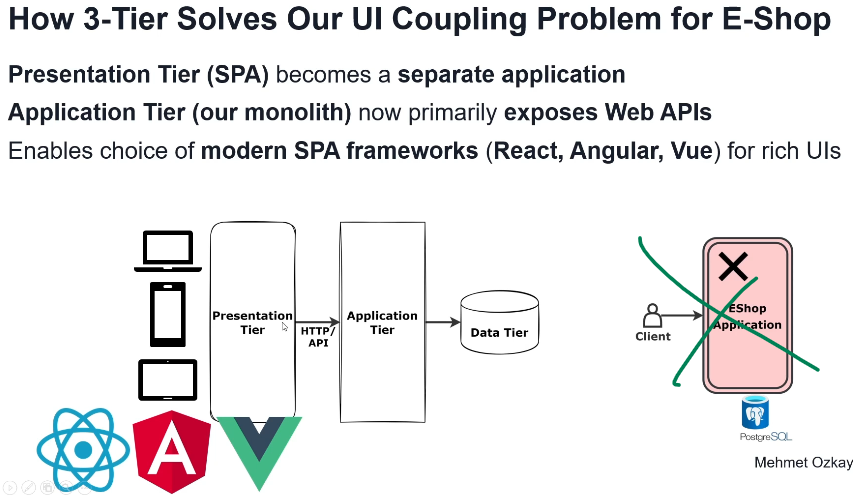 How 3-Tier Solves Our UI Coupling Problem for E-Shop
Presentation Tier (SPA) becomes a separate application
Application Tier (our monolith) now primarily exposes Web APIs
Enables choice of modern SPA frameworks (React, Angular, Vue) for rich UIs
Presentation
Tier
HTTP/
API
Application
Tier
Data Tier
Client
EShop
Application
PostgreSQL
A
Mehmet Ozkay